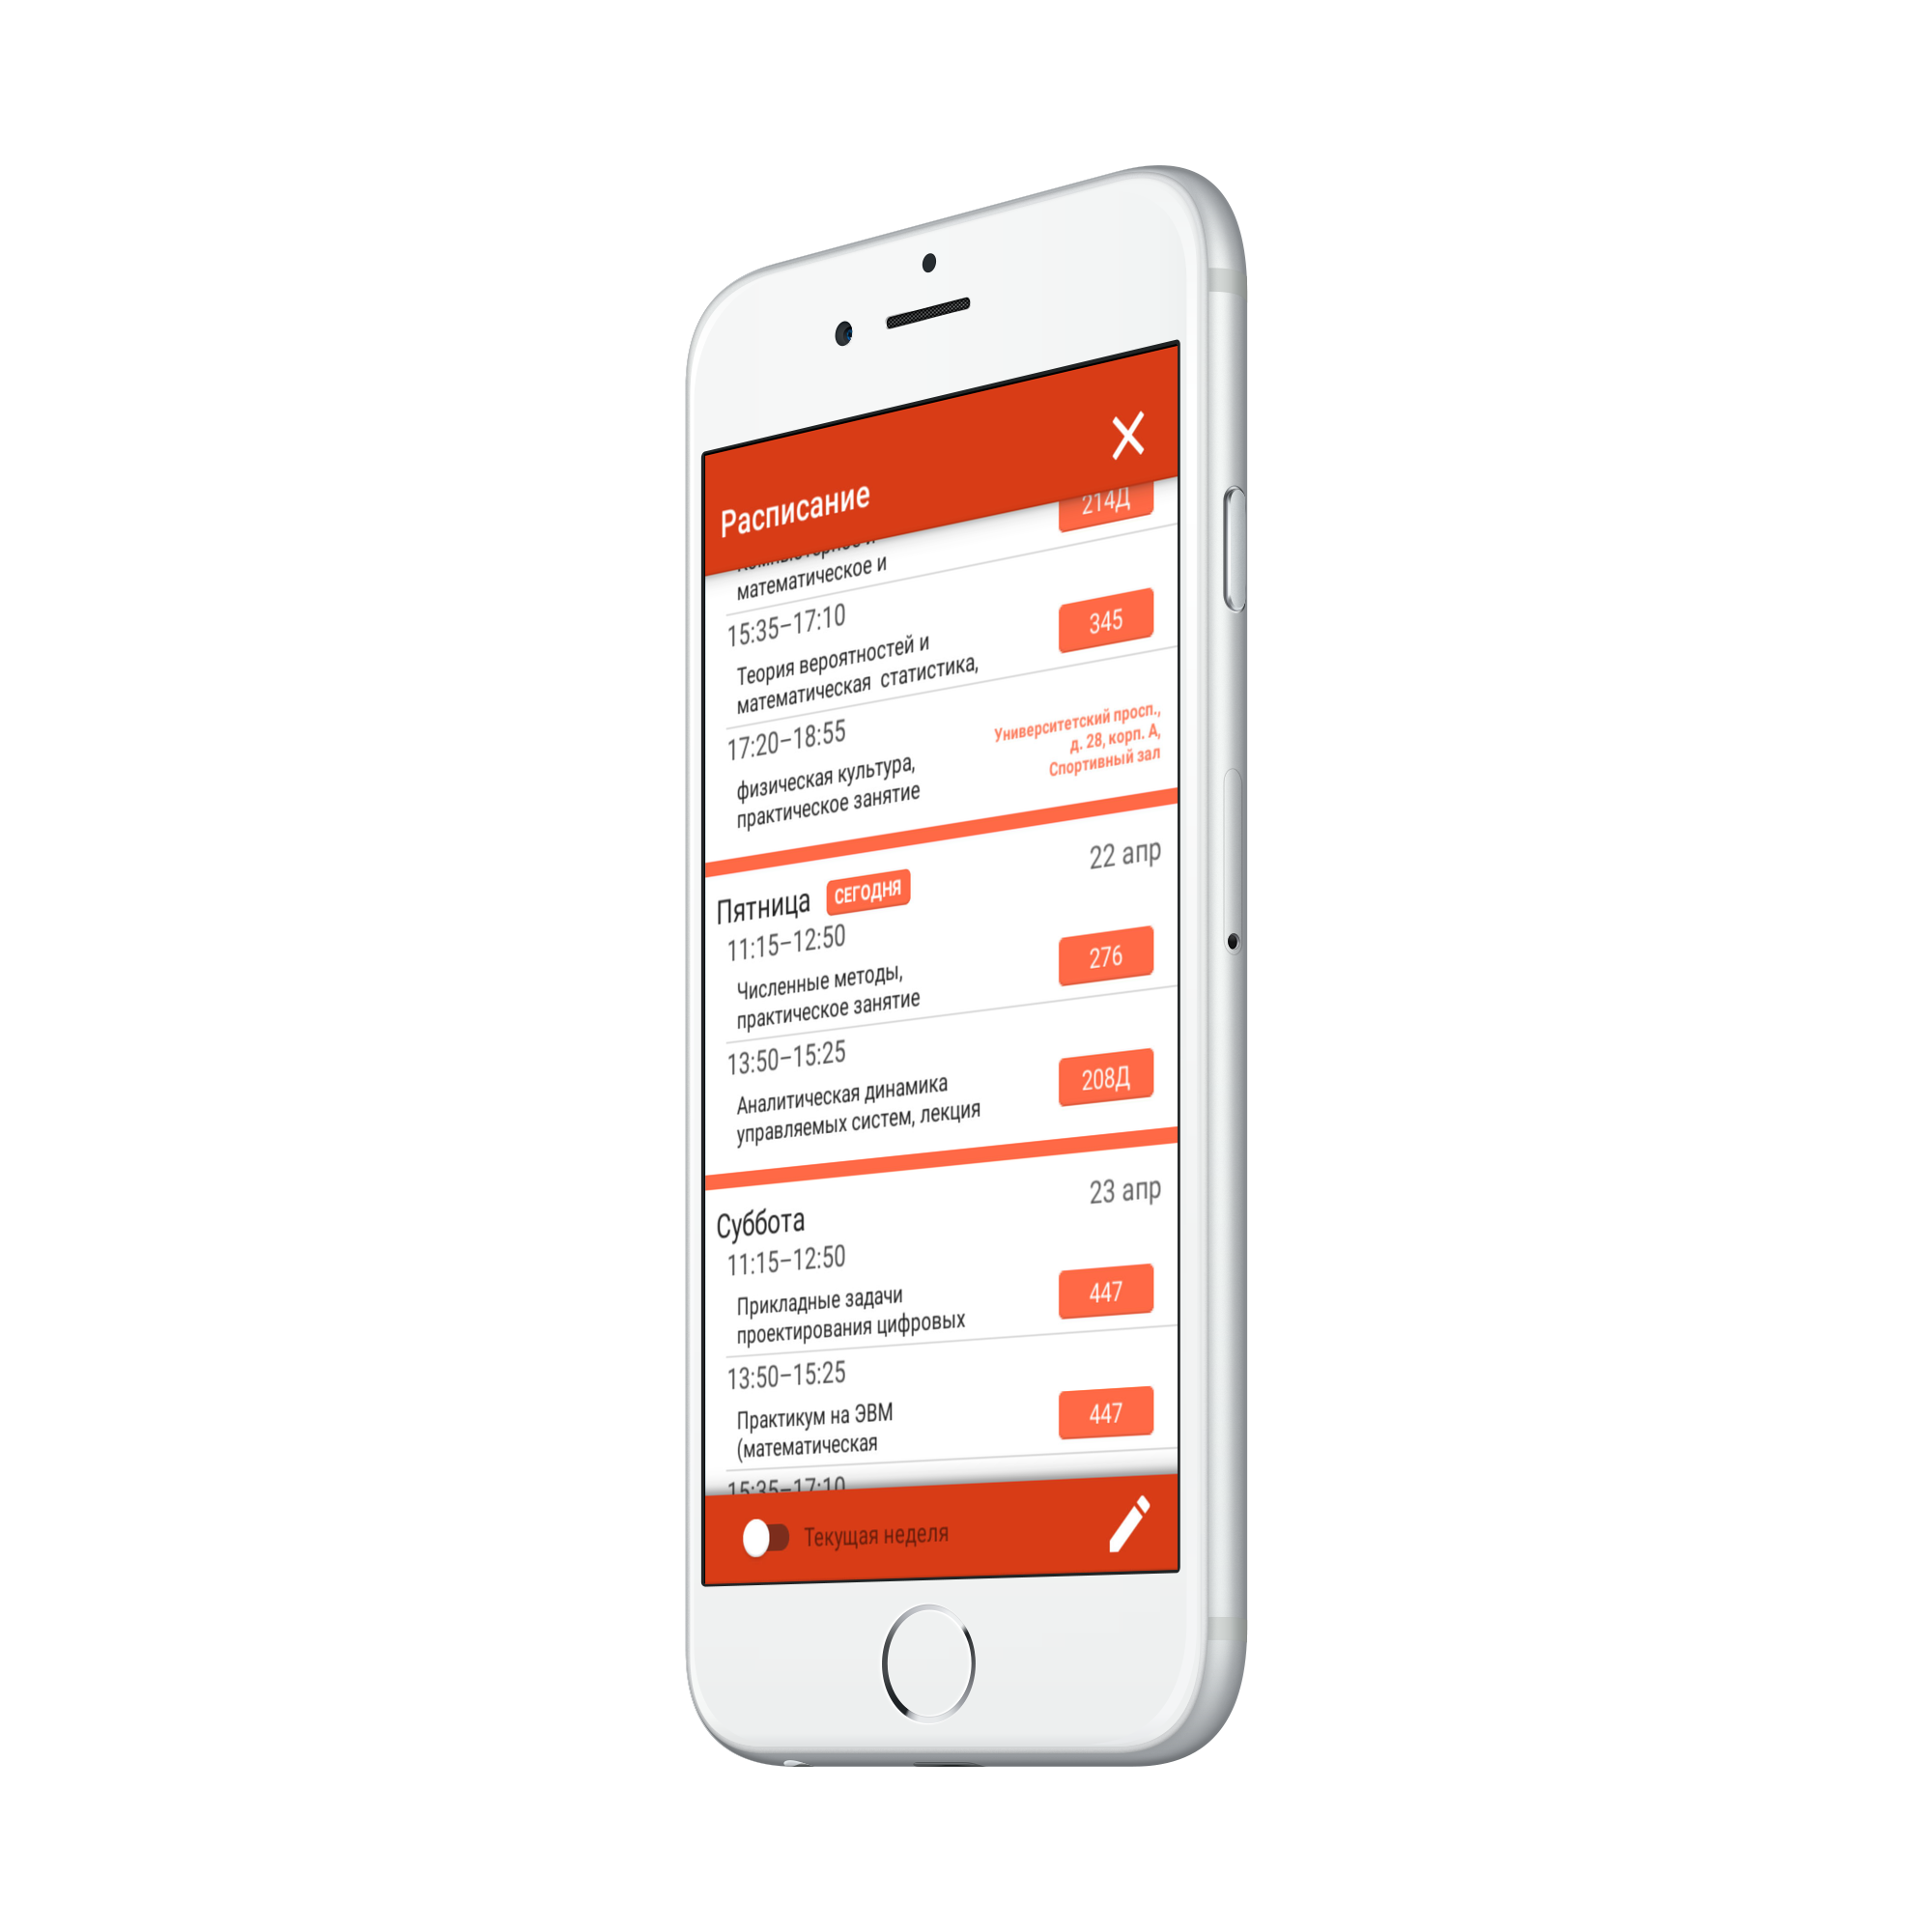 Расписание
214Д
математическое и
15:35–17:10
345
Теория вероятностей и
математическая статистика,
17:20–18:55
Университетский просп.,
д. 28, корп. А,
Спортивный зал
физическая культура,
практическое занятие
22 апр
Пятница СЕГОДНЯ
11:15–12:50
276
Численные методы,
практическое занятие
13:50–15:25
208Д
Аналитическая динамика
управляемых систем, лекция
23 апр
Суббота
11:15–12:50
447
Прикладные задачи
проектирования цифровых
13:50–15:25
447
Практикум на ЭВМ
(математическая
15:35–17:10
Текущая неделя